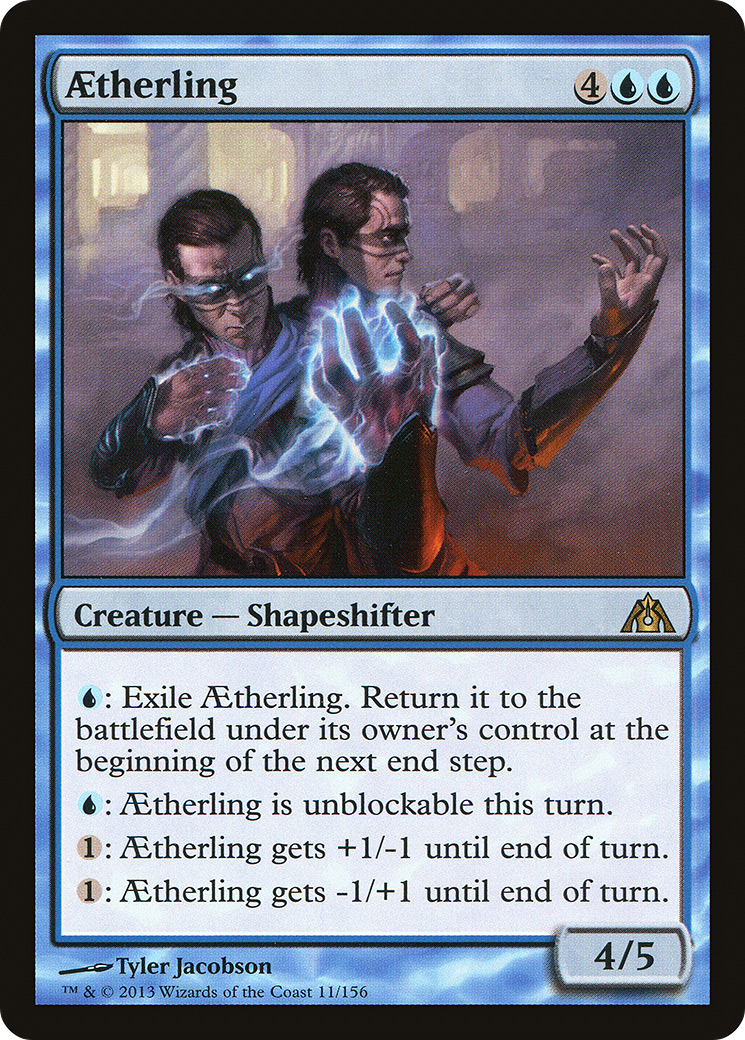 Ætherling 4
Creature — Shapeshifter
: Exile Ætherling. Return it to the
battlefield under its owner's control at the
beginning of the next end step.
: Ætherling is unblockable this turn.
1: Ætherling gets +1/-1 until end of turn.
1: Ætherling gets -1/+1 until end of turn.
4/5
Tyler Jacobson
™ & © 2013 Wizards of the Coast 11/156